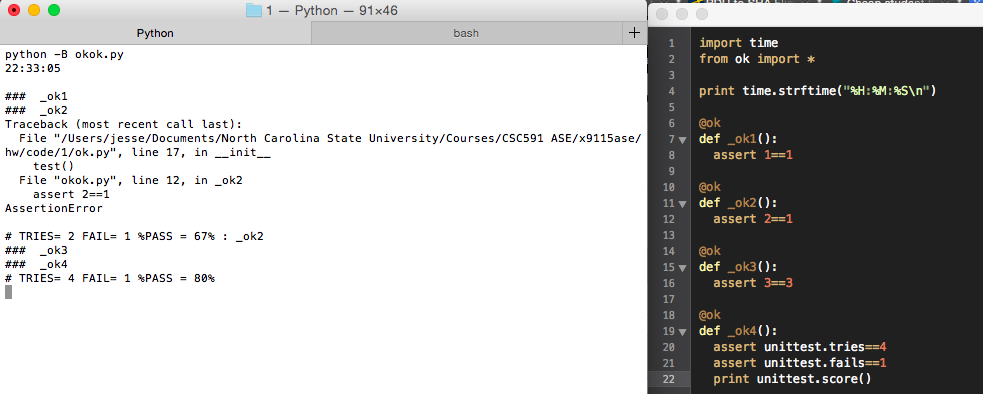 1 — Python — 91×46
Python
bash
+
python -B okok.py
22:33:05
### _ok1
### _ok2
Traceback (most recent call last):
File "/Users/jesse/Documents/North Carolina State University/Courses/CSC591 ASE/x9115ase/
hw/code/1/ok.py", line 17, in __init__
test()
File "okok.py", line 12, in _ok2
assert 2==1
AssertionError
# TRIES= 2 FAIL= 1 %PASS = 67% : _ok2
### _ok3
### _ok4
# TRIES= 4 FAIL= 1 %PASS = 80%
1 import time
2 from ok import *
3
4 print time.strftime("%H:%M:%S\n")
5
6 @ok
7 def _ok1():
8 assert 1==1
9
10 @ok
11 def _ok2():
12 assert 2==1
13
14 @ok
15 def _ok3():
16 assert 3==3
17
18 @ok
19 def _ok4():
20 assert unittest.tries==4
21 assert unittest.fails==1
22 print unittest.score()